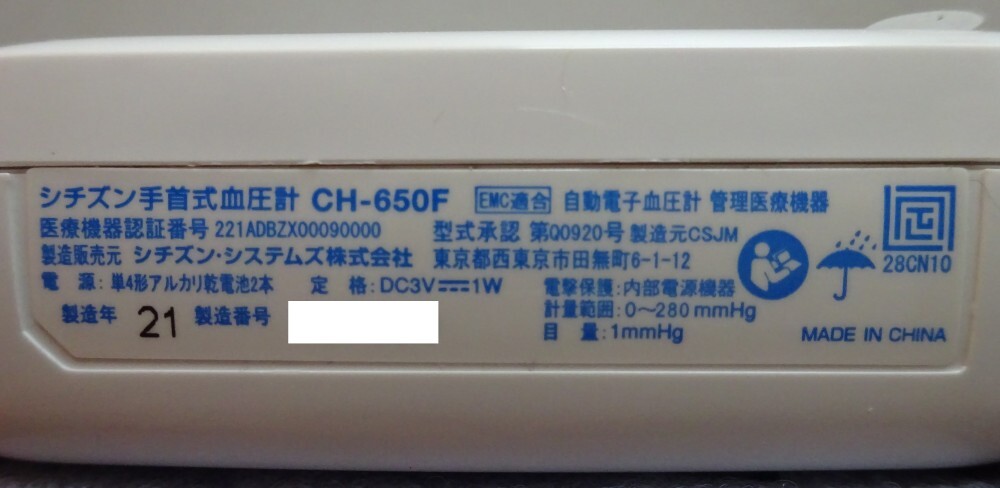 シチズン手首式血圧計 CH-650F EMC適合 自動電子血圧計 管理医療機器
医療機器認証番号 221ADBZX00090000 型式承認 第Q0920号 製造元CSJM
製造販売元 シチズン・システムズ株式会社 東京都西東京市田無町6-1-12
電 源:単4形アルカリ乾電池2本 定 格:DC3V⎓1W 電撃保護:内部電源機器
計量範囲:0～280mmHg
製造年 21 製造番号
目 量:1mmHg
28CN10
MADE IN CHINA